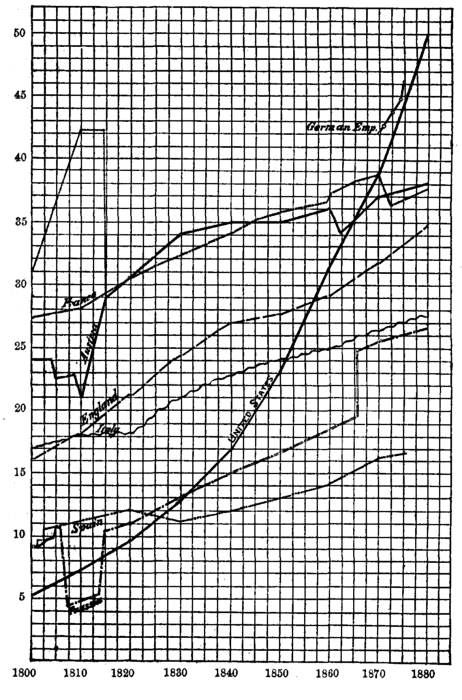 50
45
German Emp.
40
35
30
France
Austria
25
England
20
Italy
United States
15
10
Spain
5
Prussia
1800 1810 1820 1830 1840 1850 1860 1870 1880